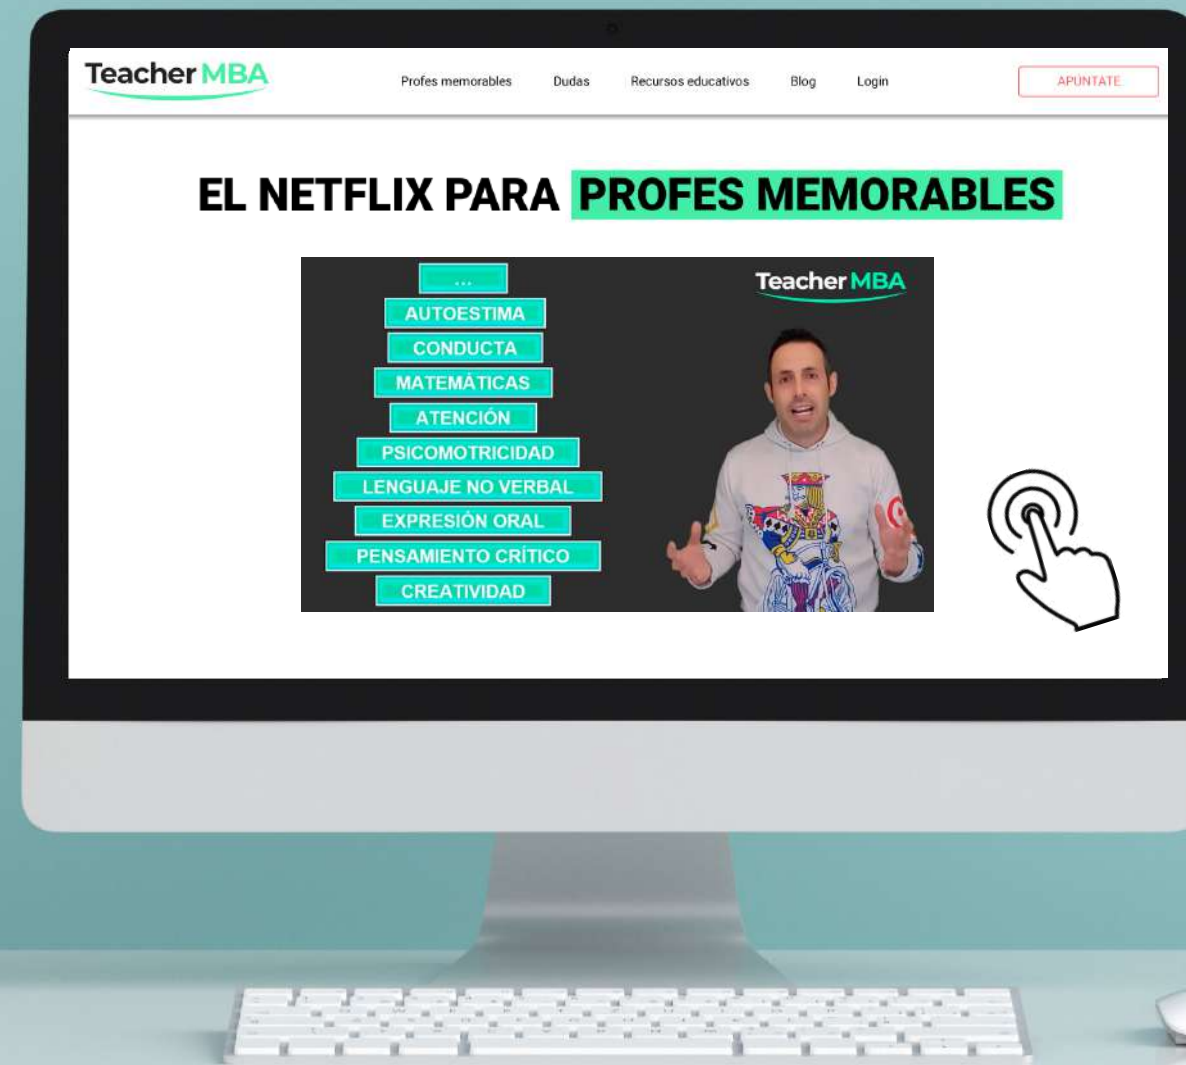 Teacher MBA
Profes memorables Dudas Recursos educativos Blog Login APÚNTATE
EL NETFLIX PARA PROFES MEMORABLES
...
Teacher MBA
AUTOESTIMA
CONDUCTA
MATEMÁTICAS
ATENCIÓN
PSICOMOTRICIDAD
LENGUAJE NO VERBAL
EXPRESIÓN ORAL
PENSAMIENTO CRÍTICO
CREATIVIDAD